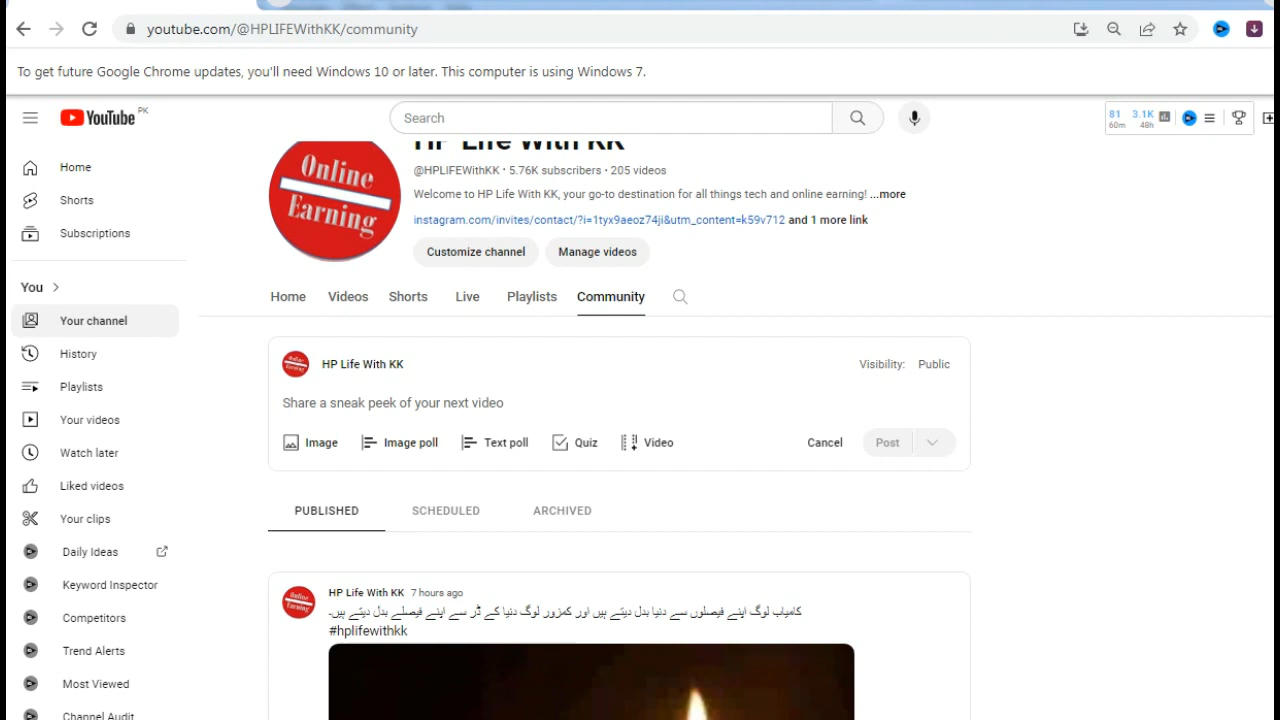 youtube.com/@HPLIFEWithKK/community
To get future Google Chrome updates, you'll need Windows 10 or later. This computer is using Windows 7.
YouTube PK
Search
81 3.1K
60m 48h
Online Earning
HP Life With KK
@HPLIFEWithKK • 5.76K subscribers • 205 videos
Welcome to HP Life With KK, your go-to destination for all things tech and online earning! ...more
instagram.com/invites/contact/?i=1tyx9aeoz74ji&utm_content=k59v712 and 1 more link
Customize channel Manage videos
Home Videos Shorts Live Playlists Community
Home
Shorts
Subscriptions
You
Your channel
History
Playlists
Your videos
Watch later
Liked videos
Your clips
Daily Ideas
Keyword Inspector
Competitors
Trend Alerts
Most Viewed
Channel Audit
HP Life With KK Visibility: Public
Share a sneak peek of your next video
Image Image poll Text poll Quiz Video Cancel Post
PUBLISHED SCHEDULED ARCHIVED
HP Life With KK 7 hours ago
کامیاب لوگ اپنے فیصلوں سے دنیا بدل دیتے ہیں اور کمزور لوگ دنیا کے ڈر سے اپنے فیصلے بدل دیتے ہیں۔
#hplifewithkk